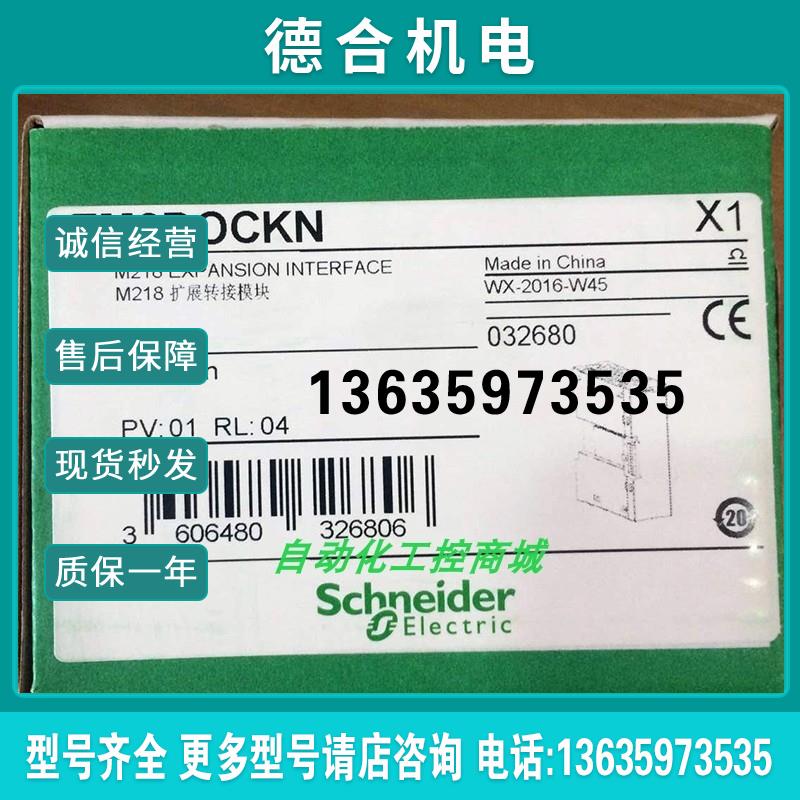 德合机电
DOCKN
X1
诚信经营
M218 EXPANSION INTERFACE
M218 扩展转接模块
Made in China
WX-2016-W45
CE
032680
售后保障
13635973535
PV: 01 RL: 04
现货秒发
3 606480 326806
20
自动化工控商城
质保一年
Schneider
Electric
型号齐全 更多型号请店咨询 电话:13635973535